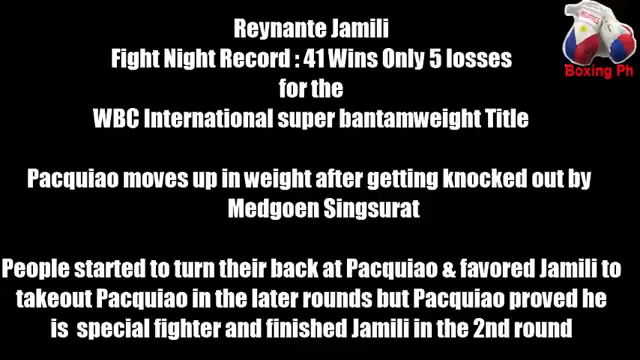 Reynante Jamili
Fight Night Record : 41 Wins Only 5 losses
for the
WBC International super bantamweight Title
Boxing Ph
Pacquiao moves up in weight after getting knocked out by
Medgoen Singsurat
People started to turn their back at Pacquiao & favored Jamili to
takeout Pacquiao in the later rounds but Pacquiao proved he
is special fighter and finished Jamili in the 2nd round